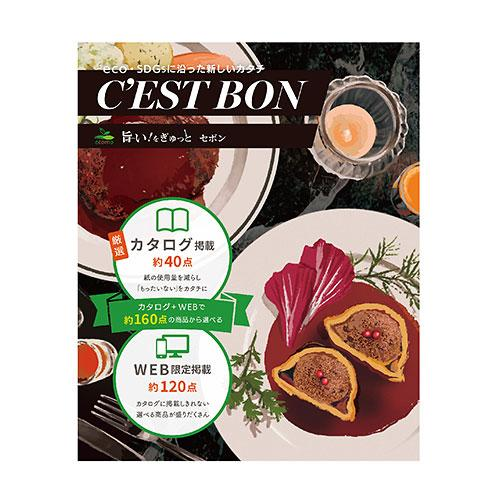 eco・SDGsに沿った新しいカタチ
C'EST BON
otomo
旨・い！をぎゅっと セボン
厳選
カタログ掲載
約40点
紙の使用量を減らし
「もったいない」をカタチに
カタログ+WEBで
約160点の商品から選べる
WEB限定掲載
約120点
カタログに掲載しきれない
選べる商品が盛りだくさん